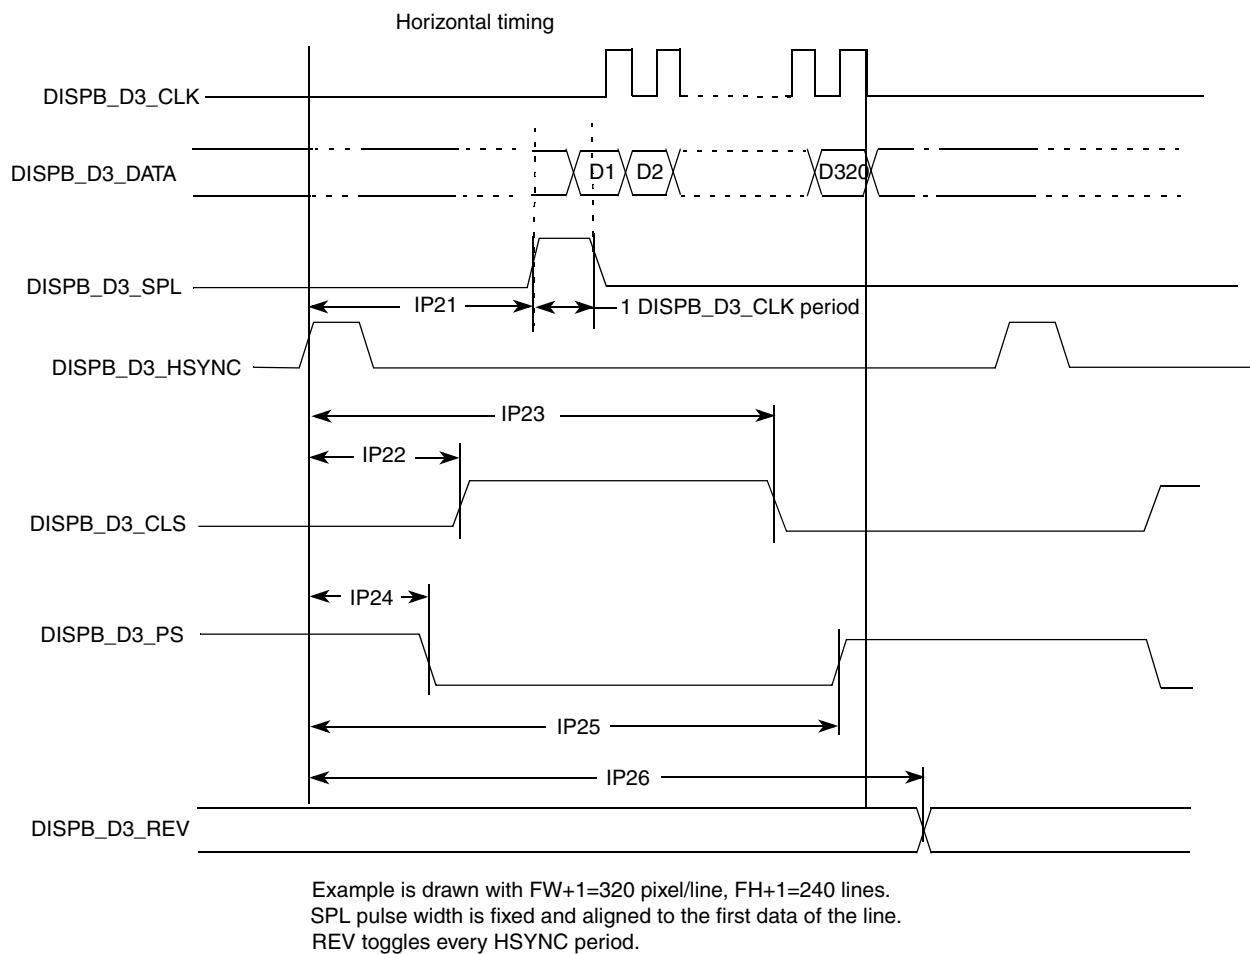 Horizontal timing
DISPB_D3_CLK
DISPB_D3_DATA
D1
D2
D320
DISPB_D3_SPL
IP21
1 DISPB_D3_CLK period
DISPB_D3_HSYNC
IP23
IP22
DISPB_D3_CLS
IP24
DISPB_D3_PS
IP25
IP26
DISPB_D3_REV
Example is drawn with FW+1=320 pixel/line, FH+1=240 lines.
SPL pulse width is fixed and aligned to the first data of the line.
REV toggles every HSYNC period.